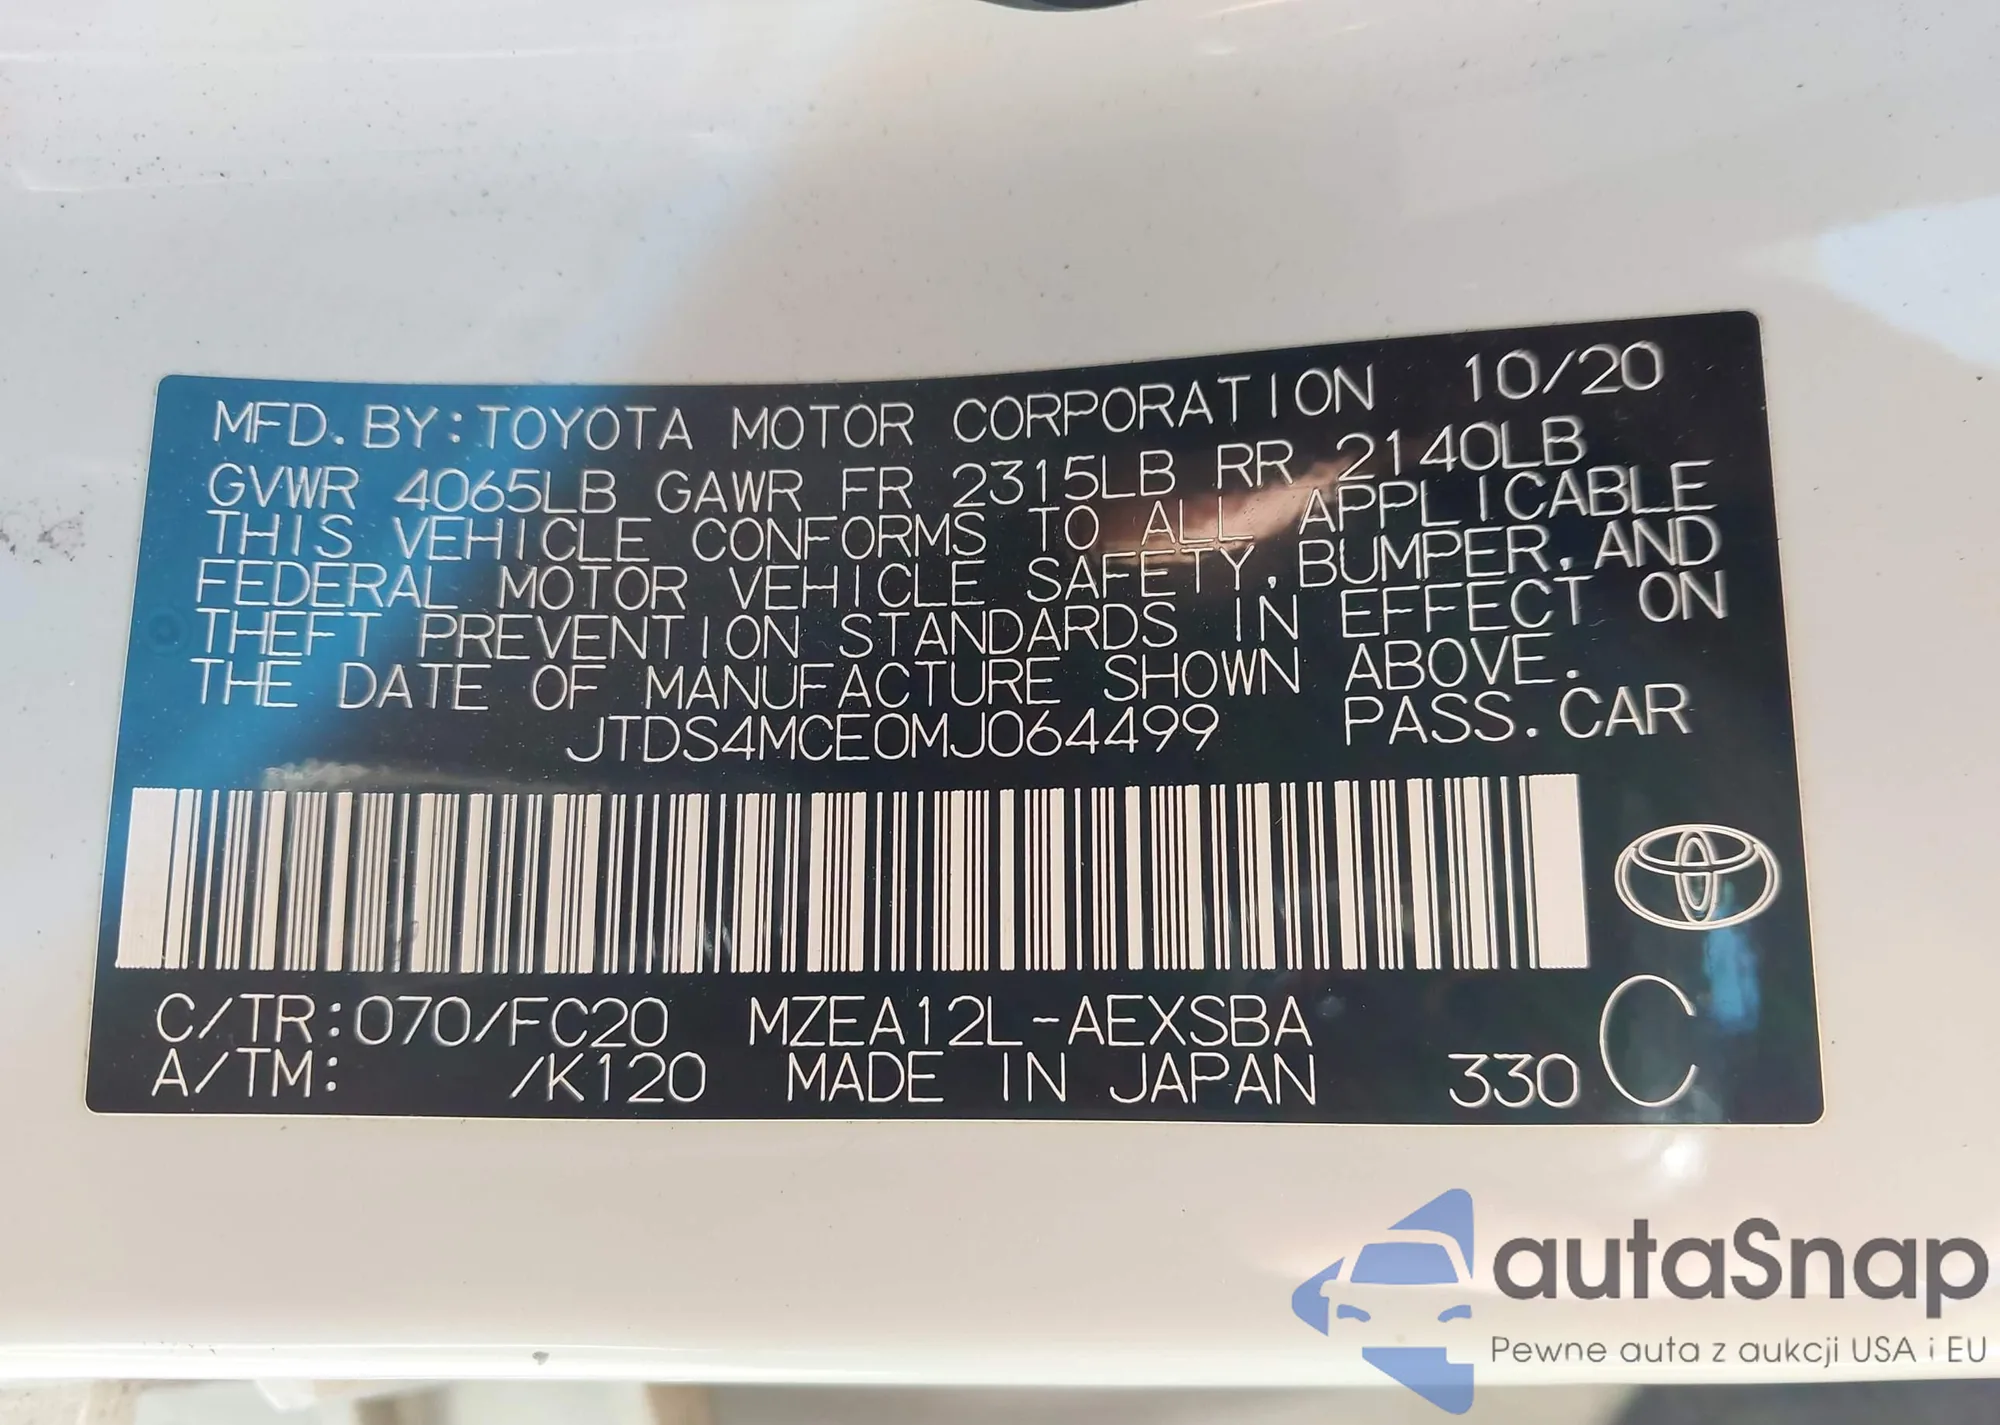 MFD. BY: TOYOTA MOTOR CORPORATION 10/20
GVWR 4065LB GAWR FR 2315LB RR 2140LB
THIS VEHICLE CONFORMS TO ALL APPLICABLE
FEDERAL MOTOR VEHICLE SAFETY, BUMPER, AND
THEFT PREVENTION STANDARDS IN EFFECT ON
THE DATE OF MANUFACTURE SHOWN ABOVE.
JTDS4MCE0MJ064499 PASS. CAR
C/TR: 070/FC20 MZEA12L-AEXSBA
A/TM: /K120 MADE IN JAPAN 330 C
autaSnap
Pewne auta z aukcji USA i EU